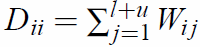 D_{ii} = \sum_{j=1}^{l+u} W_{ij}